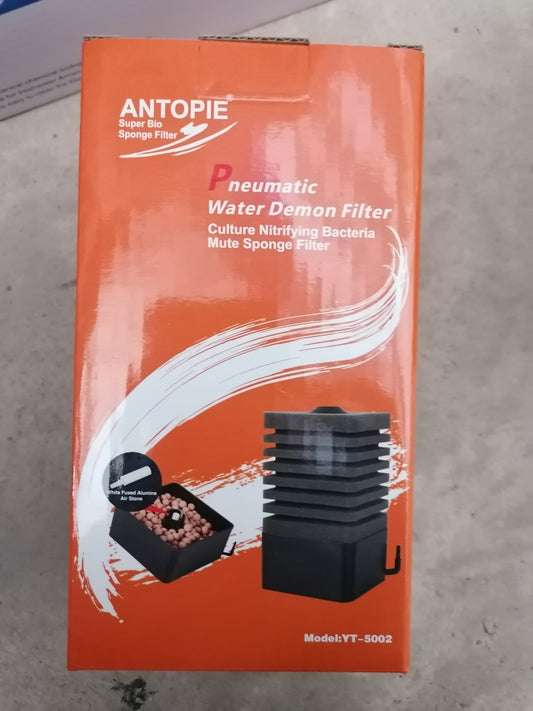 ANTOPIE®
Super Bio
Sponge Filter
Pneumatic
Water Demon Filter
Culture Nitrifying Bacteria
Mute Sponge Filter
White Fused Alumina
Air Stone
Model:YT-5002